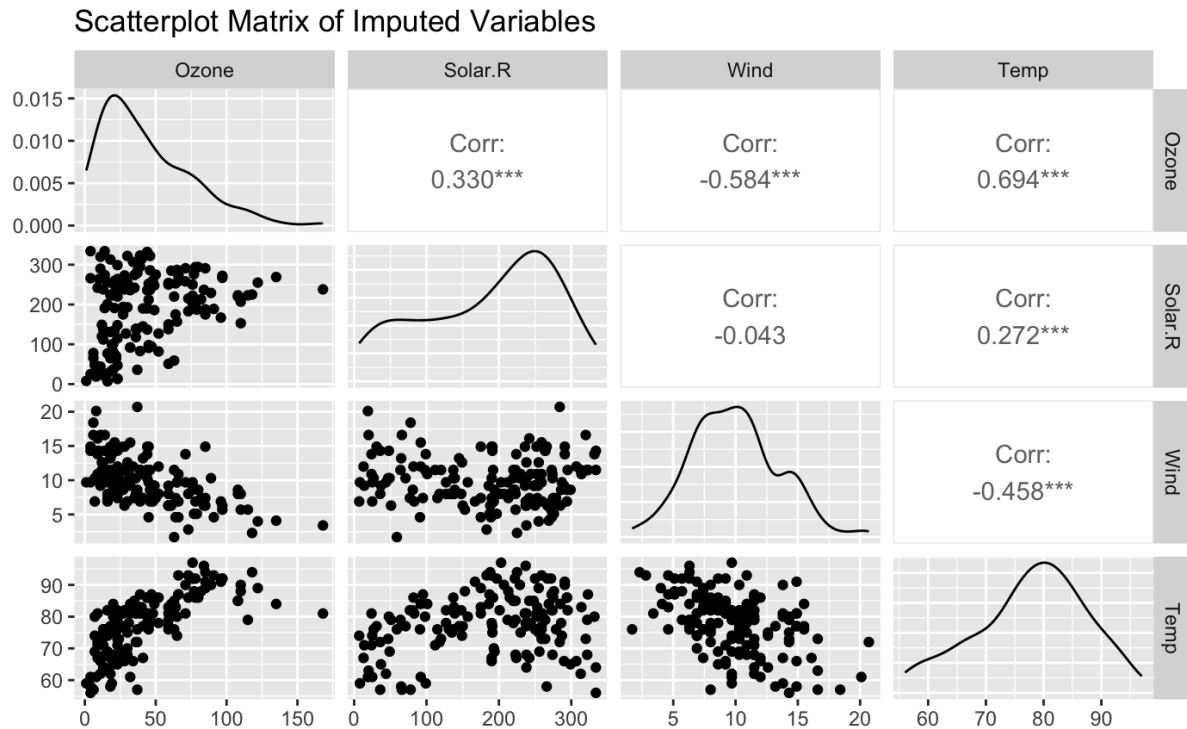 Scatterplot Matrix of Imputed Variables
Ozone Solar.R Wind Temp
0.015
0.010
0.005
0.000
Corr:
0.330***
Corr:
-0.584***
Corr:
0.694***
Ozone
300
200
100
0
Corr:
-0.043
Corr:
0.272***
Solar.R
20
15
10
5
Corr:
-0.458***
Wind
90
80
70
60
Temp
0 50 100 150 0 100 200 300 5 10 15 20 60 70 80 90